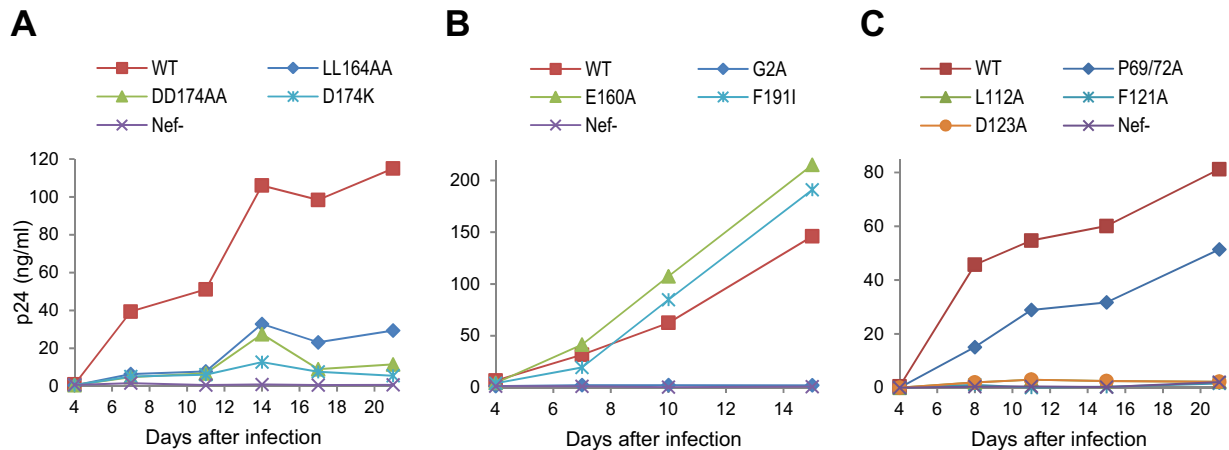 A
WT LL164AA
DD174AA D174K
Nef-
120
100
80
60
40
20
0
4 6 8 10 12 14 16 18 20
p24 (ng/ml)
Days after infection
B
WT G2A
E160A F191I
Nef-
200
150
100
50
0
4 6 8 10 12 14
Days after infection
C
WT P69/72A
L112A F121A
D123A Nef-
80
60
40
20
0
4 6 8 10 12 14 16 18 20
Days after infection